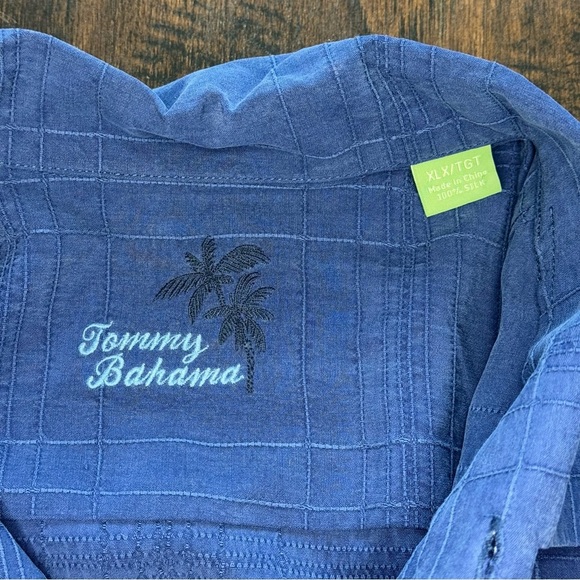 XLX/TGT
Made in China
100% SILK
Tommy
Bahama